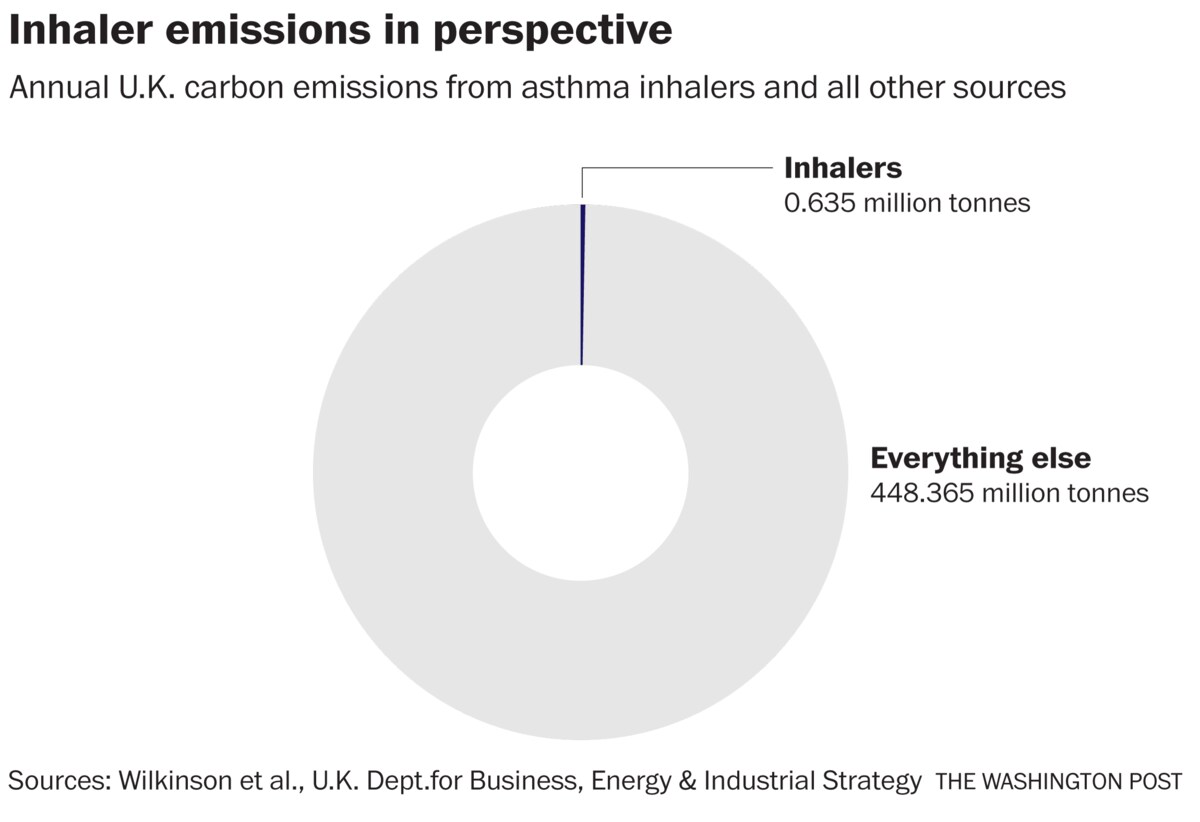 Inhaler emissions in perspective
Annual U.K. carbon emissions from asthma inhalers and all other sources
Inhalers
0.635 million tonnes
Everything else
448.365 million tonnes
Sources: Wilkinson et al., U.K. Dept.for Business, Energy & Industrial Strategy THE WASHINGTON POST